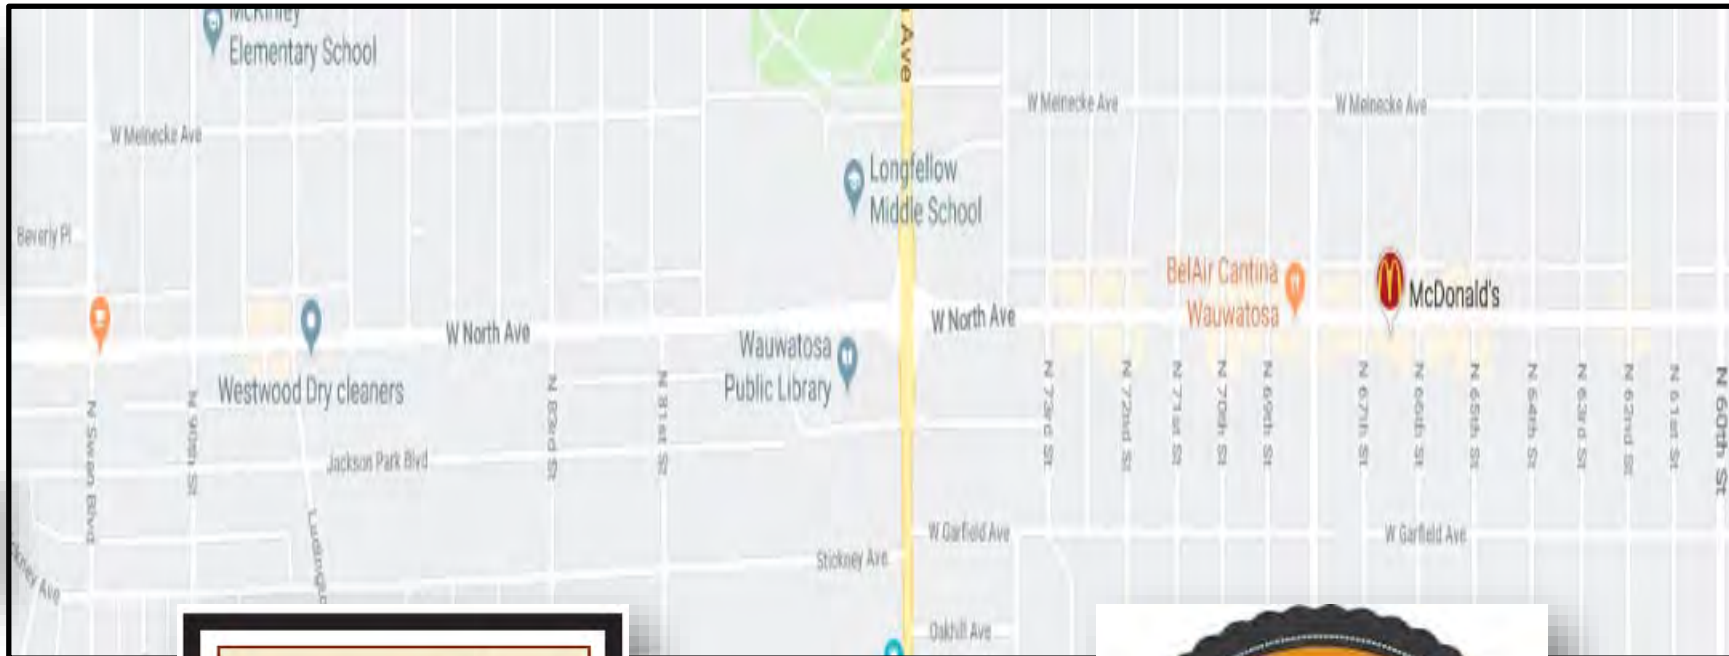 McKinley
Elementary School
Ave
St
W Meinecke Ave
W Meinecke Ave
W Meinecke Ave
Longfellow
Middle School
Beverly Pl
BelAir Cantina
Wauwatosa
McDonald's
W North Ave
W North Ave
Wauwatosa
Public Library
Westwood Dry cleaners
N Swan Blvd
N 90th St
N 83rd St
N 81st St
N 73rd St
N 72nd St
N 71st St
N 70th St
N 69th St
N 67th St
N 66th St
N 65th St
N 64th St
N 63rd St
N 62nd St
N 61st St
N 60th St
Jackson Park Blvd
W Garfield Ave
W Garfield Ave
Stickney Ave
Oakhill Ave